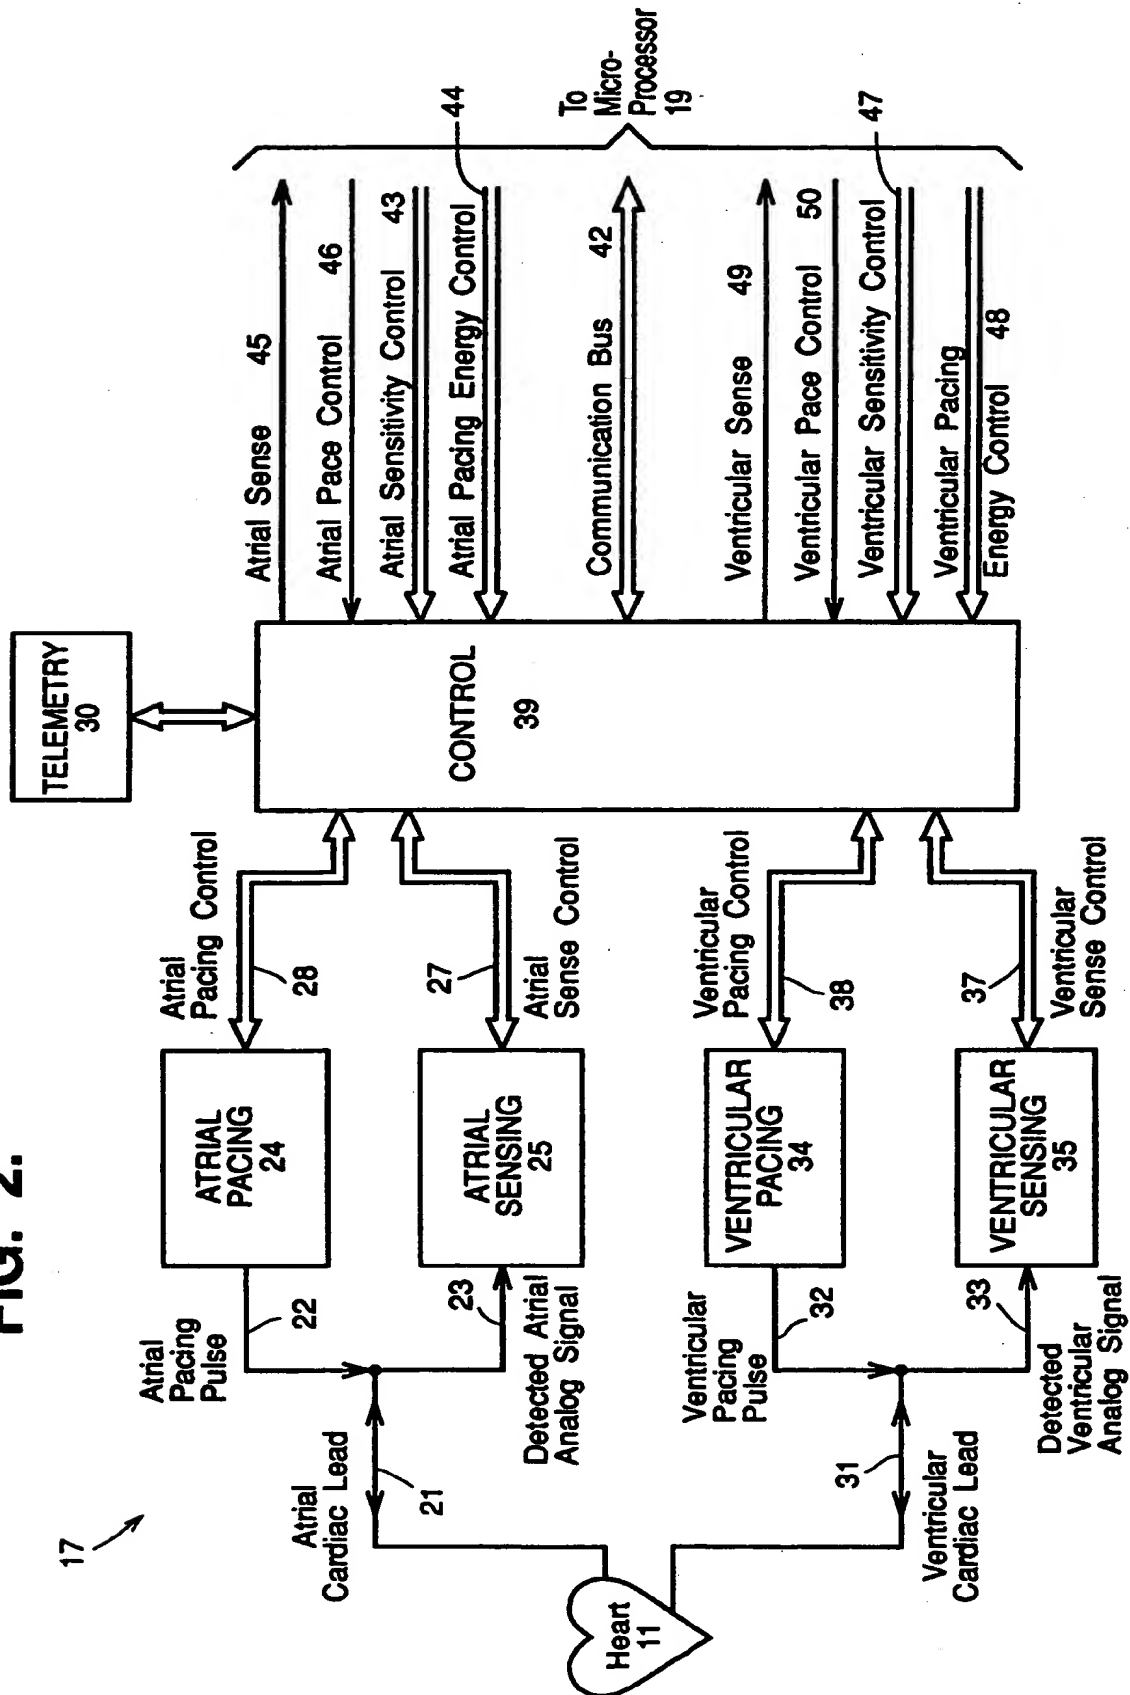 FIG. 2.
17
TELEMETRY
30
Atrial
Pacing
Pulse
22
ATRIAL
PACING
24
Atrial
Pacing Control
28
Atrial
Cardiac Lead
21
Detected Atrial
Analog Signal
23
ATRIAL
SENSING
25
27
Atrial
Sense Control
Heart
11
CONTROL
39
Ventricular
Pacing
Pulse
32
VENTRICULAR
PACING
34
Ventricular
Pacing Control
38
31
Ventricular
Cardiac Lead
Detected
Ventricular
Analog Signal
33
VENTRICULAR
SENSING
35
37
Ventricular
Sense Control
Atrial Sense 45
Atrial Pace Control 46
Atrial Sensitivity Control 43
Atrial Pacing Energy Control
44
Communication Bus 42
To
Micro-
Processor
19
Ventricular Sense 49
Ventricular Pace Control 50
Ventricular Sensitivity Control
47
Ventricular Pacing
Energy Control 48